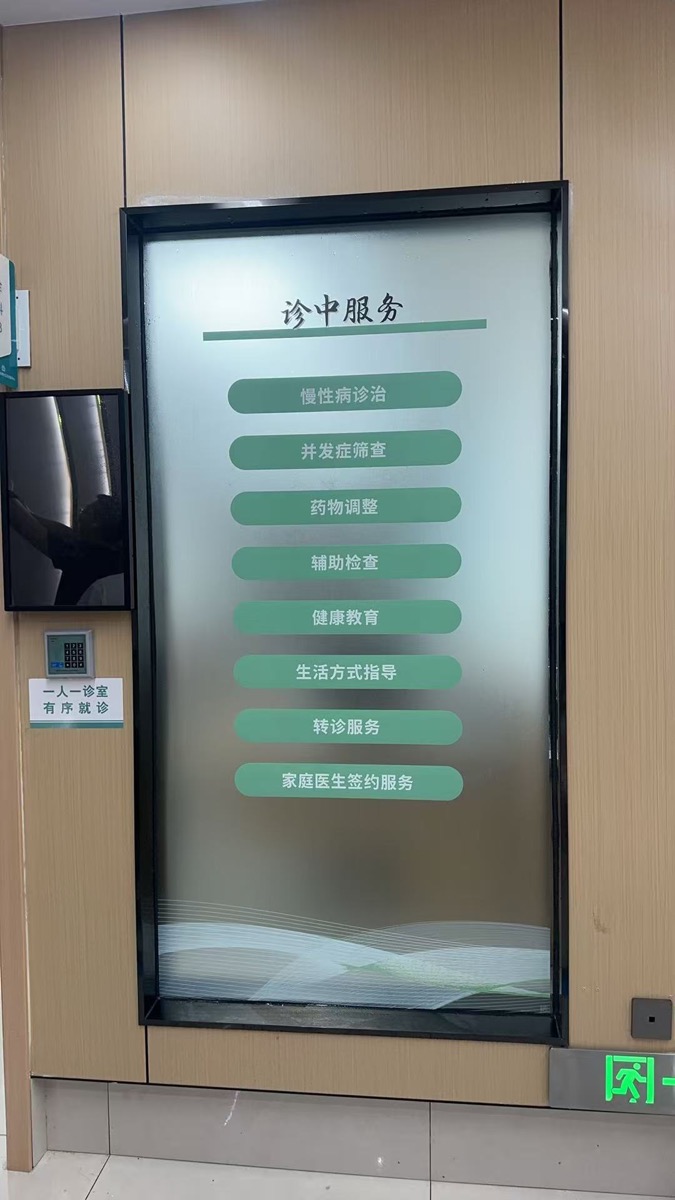 诊中服务
慢性病诊治
并发症筛查
药物调整
辅助检查
健康教育
生活方式指导
转诊服务
家庭医生签约服务
一人一诊室
有序就诊